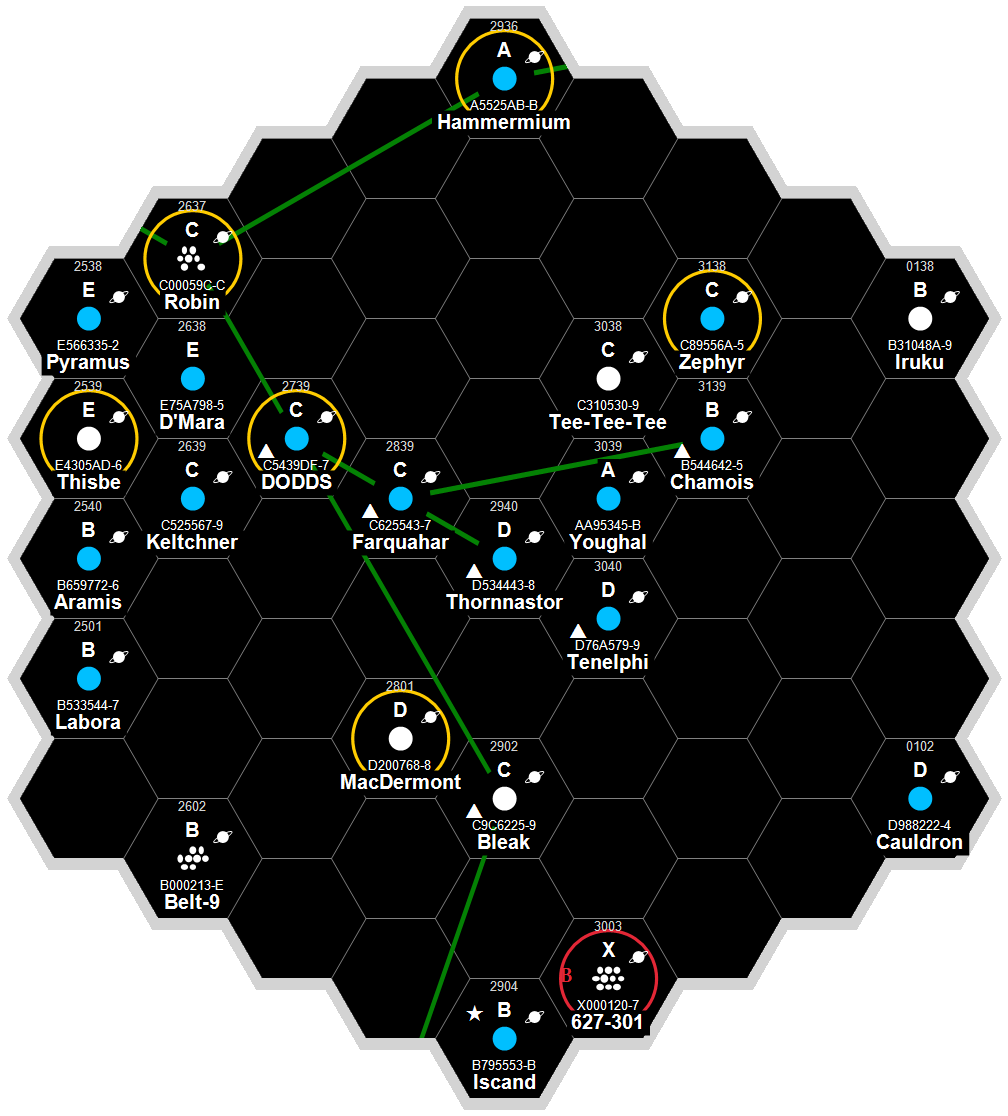 2936
A
A5525AB-B
Hammermium
2637
C
C00059C-C
Robin
2538
E
E566335-2
Pyramus
3138
C
C89556A-5
Zephyr
0138
B
B31048A-9
Iruku
2638
E
E75A798-5
D'Mara
3038
C
C310530-9
Tee-Tee-Tee
2539
E
E4305AD-6
Thisbe
2739
C
C5439DF-7
DODDS
3139
B
B544642-5
Chamois
2639
C
C525567-9
Keltchner
2839
C
C625543-7
Farquahar
3039
A
AA95345-B
Youghal
2540
B
B659772-6
Aramis
2940
D
D534443-8
Thornnastor
3040
D
D76A579-9
Tenelphi
2501
B
B533544-7
Labora
2801
D
D200768-8
MacDermont
2902
C
C9C6225-9
Bleak
0102
D
D988222-4
Cauldron
2602
B
B000213-E
Belt-9
3003
X
B
X000120-7
627-301
2904
B
B795553-B
Iscand